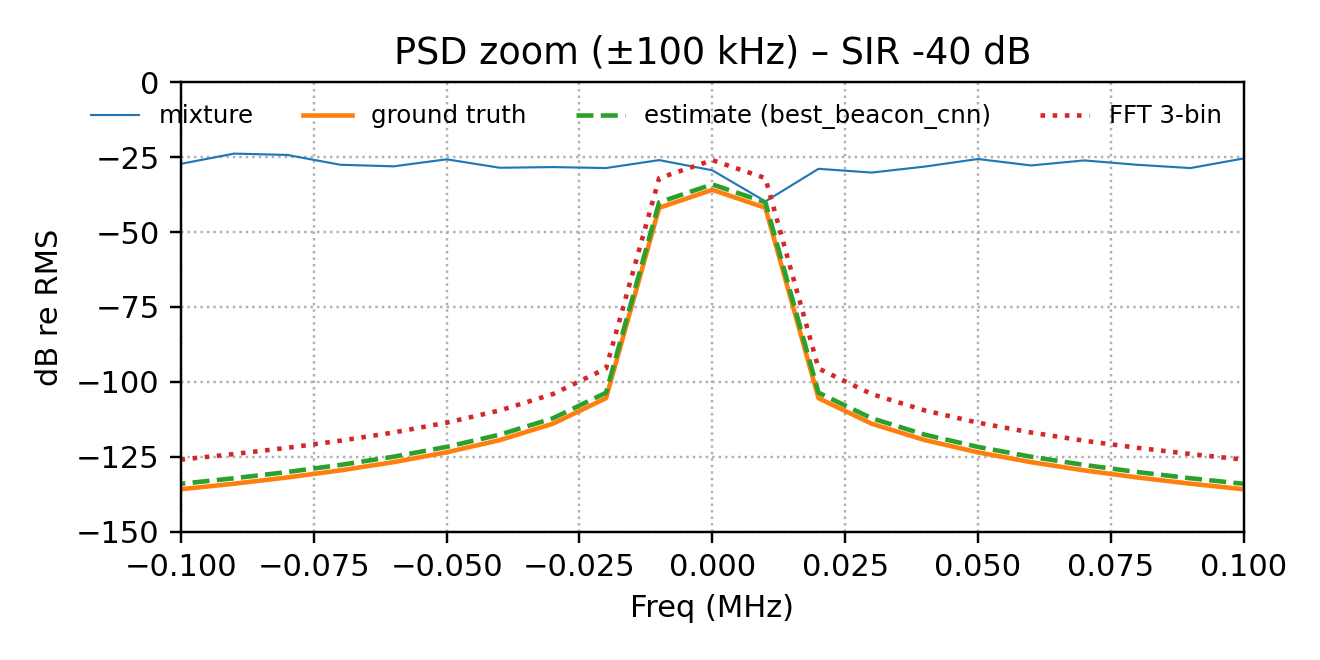 PSD zoom (±100 kHz) – SIR -40 dB
mixture
ground truth
estimate (best_beacon_cnn)
FFT 3-bin
dB re RMS
0
−25
−50
−75
−100
−125
−150
−0.100
−0.075
−0.050
−0.025
0.000
0.025
0.050
0.075
0.100
Freq (MHz)